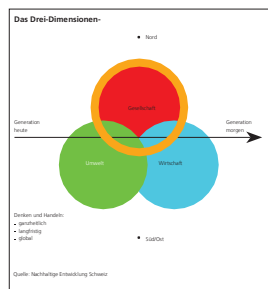 Das Drei-Dimensionen-
Nord
Gesellschaft
Generation
heute
Generation
morgen
Umwelt
Wirtschaft
Denken und Handeln:
ganzheitlich
langfristig
global
Süd/Ost
Quelle: Nachhaltige Entwicklung Schweiz